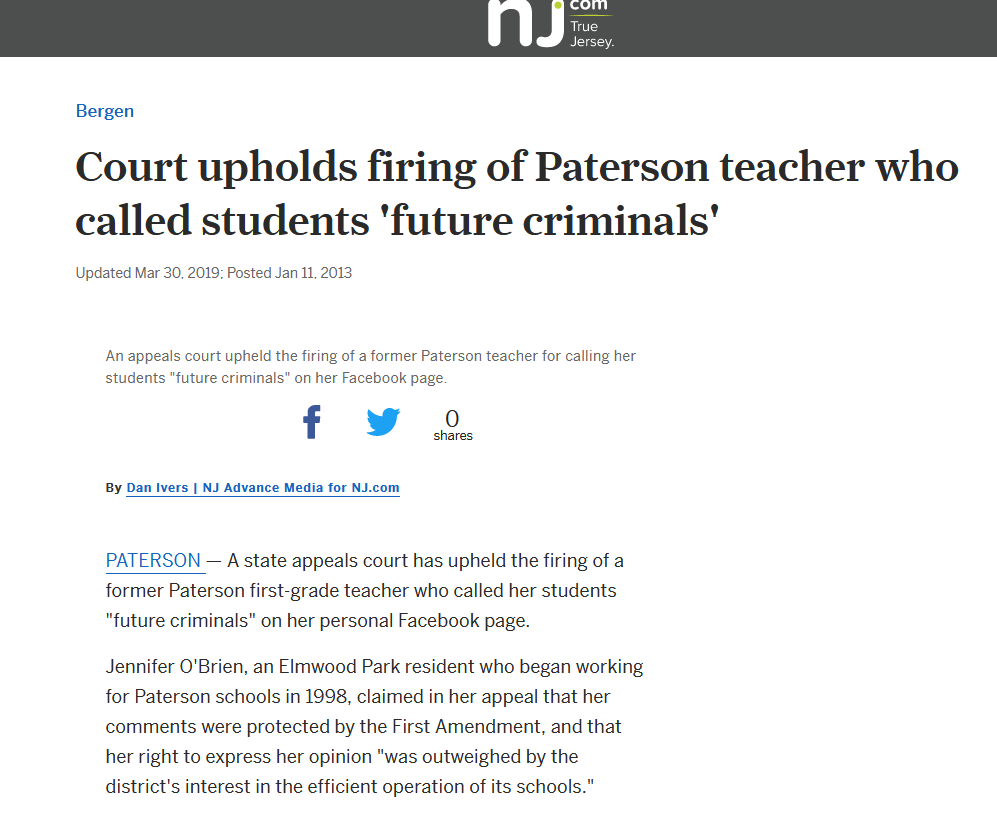 nj.com
True
Jersey.
Bergen
Court upholds firing of Paterson teacher who
called students 'future criminals'
Updated Mar 30, 2019; Posted Jan 11, 2013
An appeals court upheld the firing of a former Paterson teacher for calling her
students "future criminals" on her Facebook page.
0
shares
By Dan Ivers | NJ Advance Media for NJ.com
PATERSON — A state appeals court has upheld the firing of a
former Paterson first-grade teacher who called her students
"future criminals" on her personal Facebook page.
Jennifer O'Brien, an Elmwood Park resident who began working
for Paterson schools in 1998, claimed in her appeal that her
comments were protected by the First Amendment, and that
her right to express her opinion "was outweighed by the
district's interest in the efficient operation of its schools."